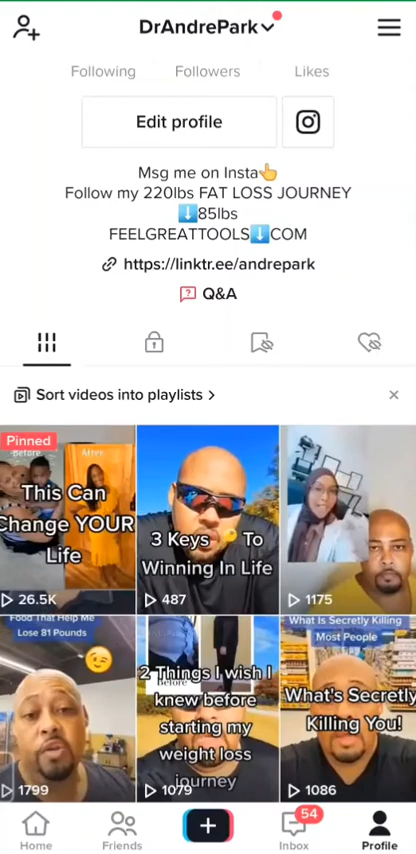 DrAndrePark
Following Followers Likes
Edit profile
Msg me on Insta👆
Follow my 220lbs FAT LOSS JOURNEY
⬇️85lbs
FEELGREATTOOLS⬇️COM
https://linktr.ee/andrepark
Q&A
Sort videos into playlists >
Pinned
Before After
This Can
Change YOUR
Life
26.5K
3 Keys To
Winning In Life
487
1175
Food That Help Me
Lose 81 Pounds
1799
Before
2 Things I wish I
knew before
starting my
weight loss
journey
1079
What Is Secretly Killing
Most People
What's Secretly
Killing You!
1086
54
Home Friends Inbox Profile